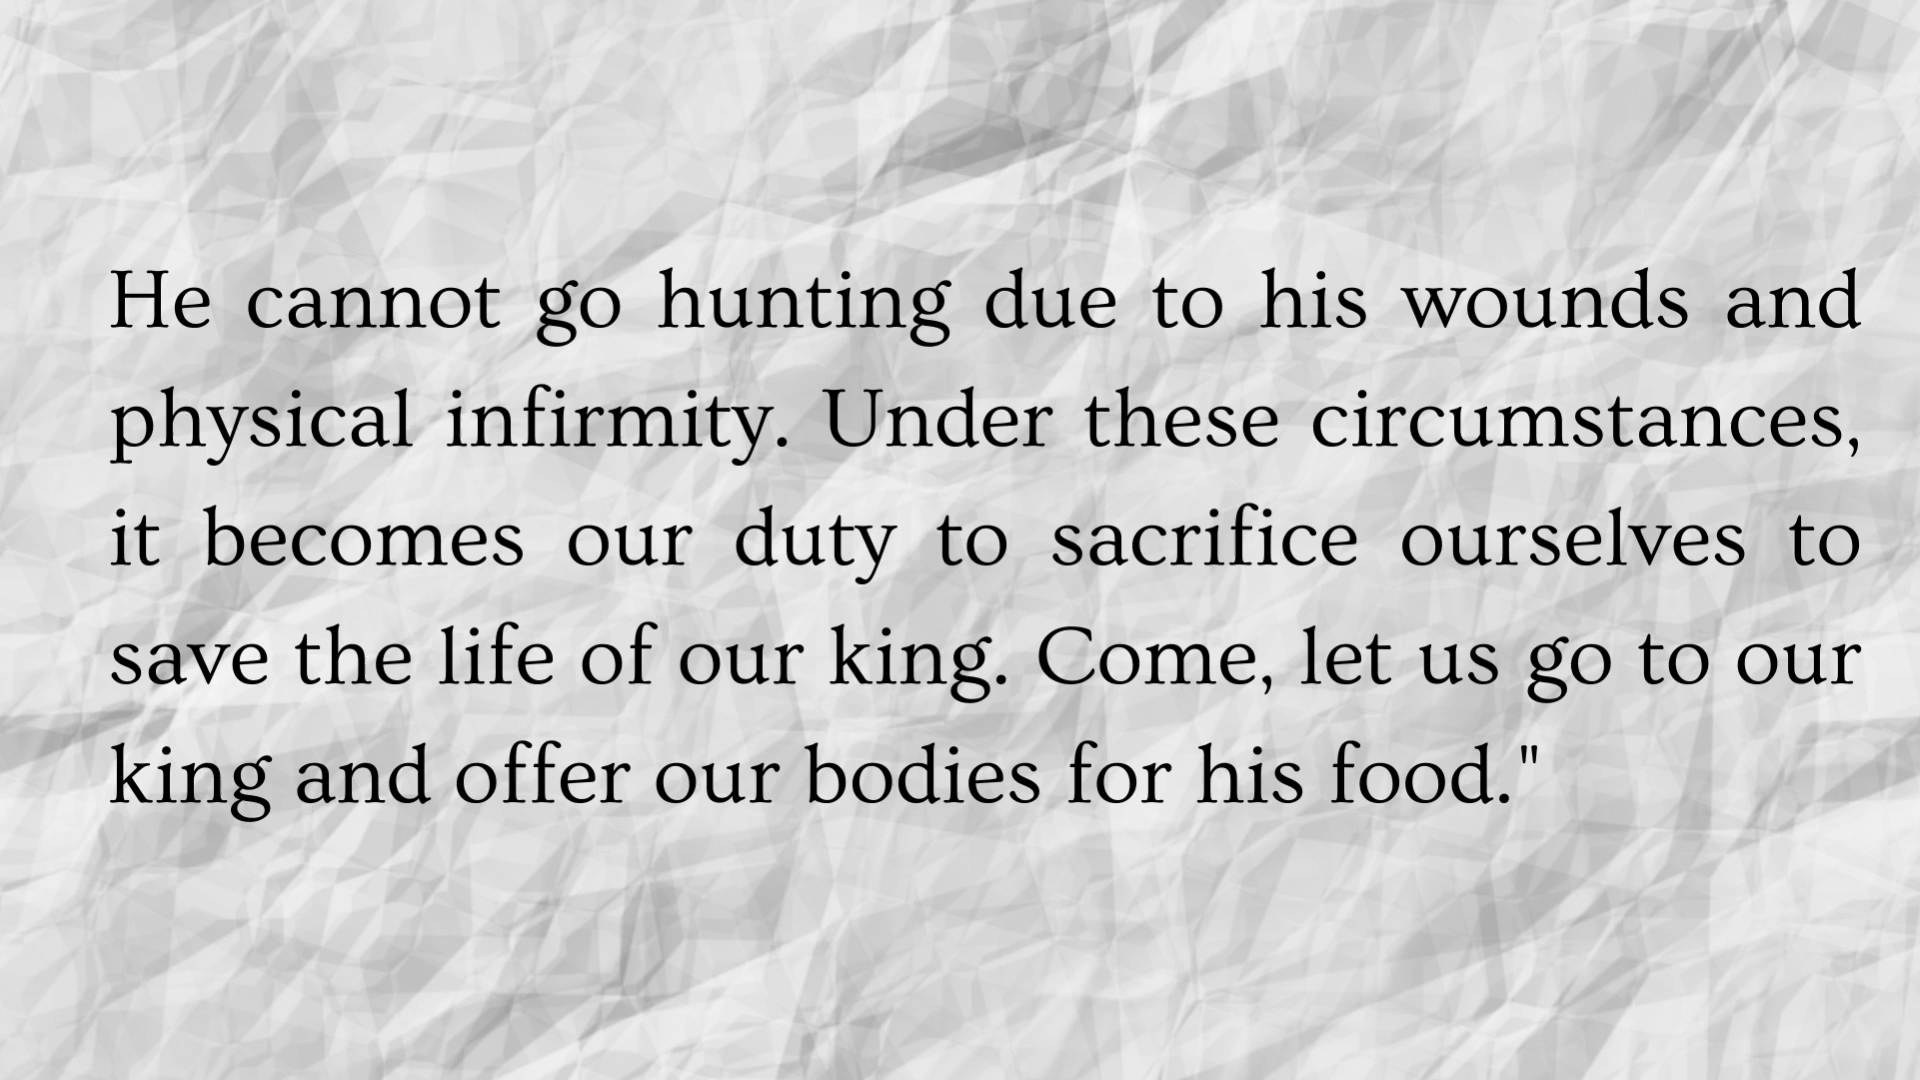 He cannot go hunting due to his wounds and
physical infirmity. Under these circumstances,
it becomes our duty to sacrifice ourselves to
save the life of our king. Come, let us go to our
king and offer our bodies for his food."